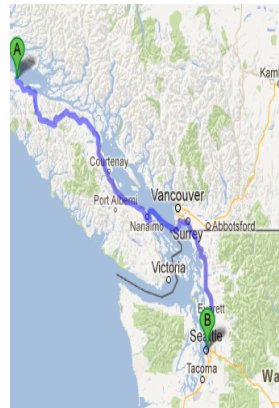 A
Kam
Courtenay
Vancouver
Port Alberni
Nanaimo
Surrey
Abbotsford
Victoria
Everett
B
Seattle
Tacoma
Wa